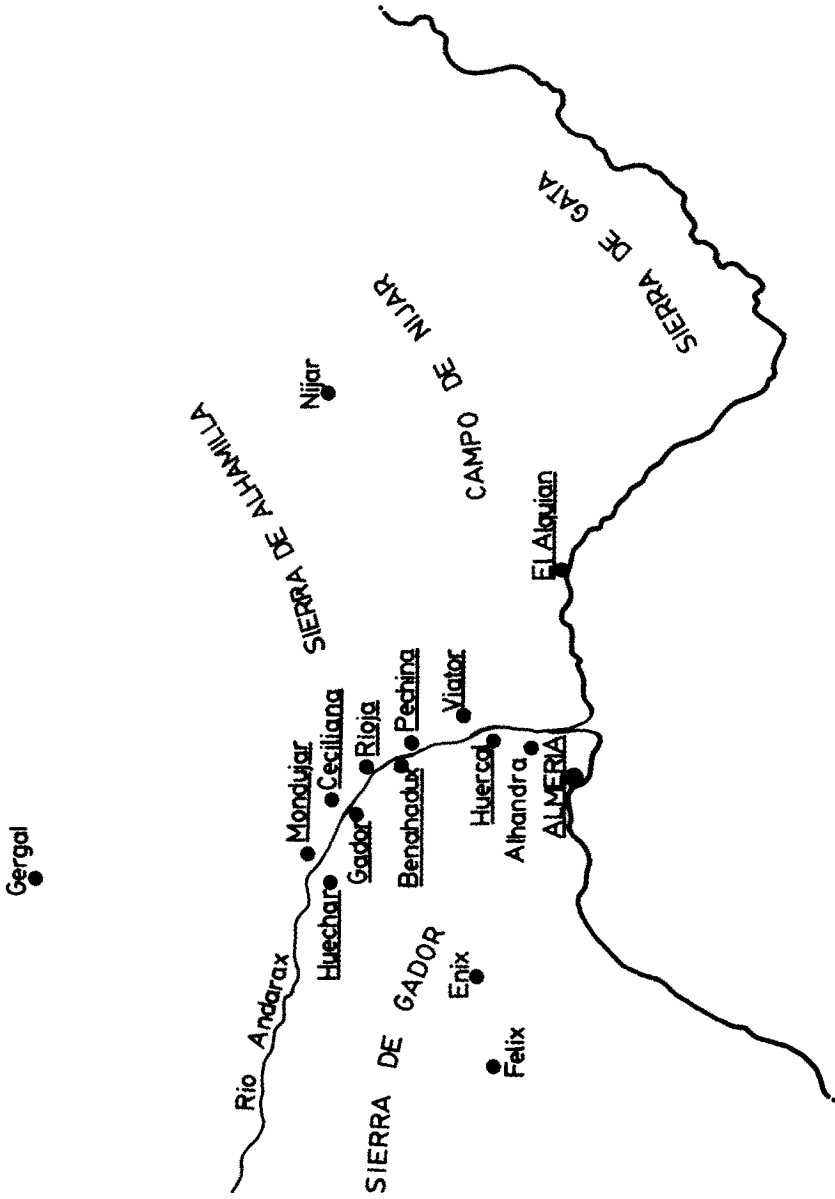 Gergal
Rio Andarax
Mondujar
Huechar
Ceciliana
Gador
Rioja
Benahadux
Pechina
Viator
Huercal
Alhandra
ALMERIA
El Alquian
Nijar
Enix
Felix
SIERRA DE GADOR
SIERRA DE ALHAMILLA
CAMPO DE NIJAR
SIERRA DE GATA